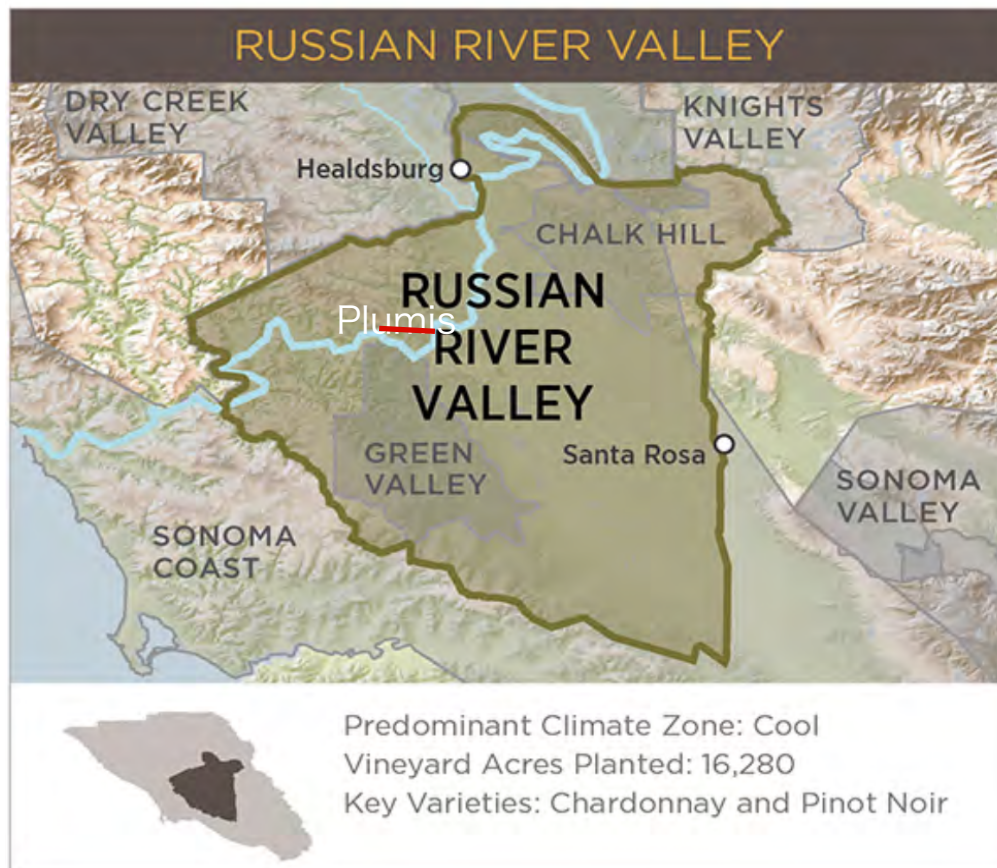 RUSSIAN RIVER VALLEY
DRY CREEK
VALLEY
KNIGHTS
VALLEY
Healdsburg
CHALK HILL
Plumis
RUSSIAN
RIVER
VALLEY
GREEN
VALLEY
Santa Rosa
SONOMA
VALLEY
SONOMA
COAST
Predominant Climate Zone: Cool
Vineyard Acres Planted: 16,280
Key Varieties: Chardonnay and Pinot Noir